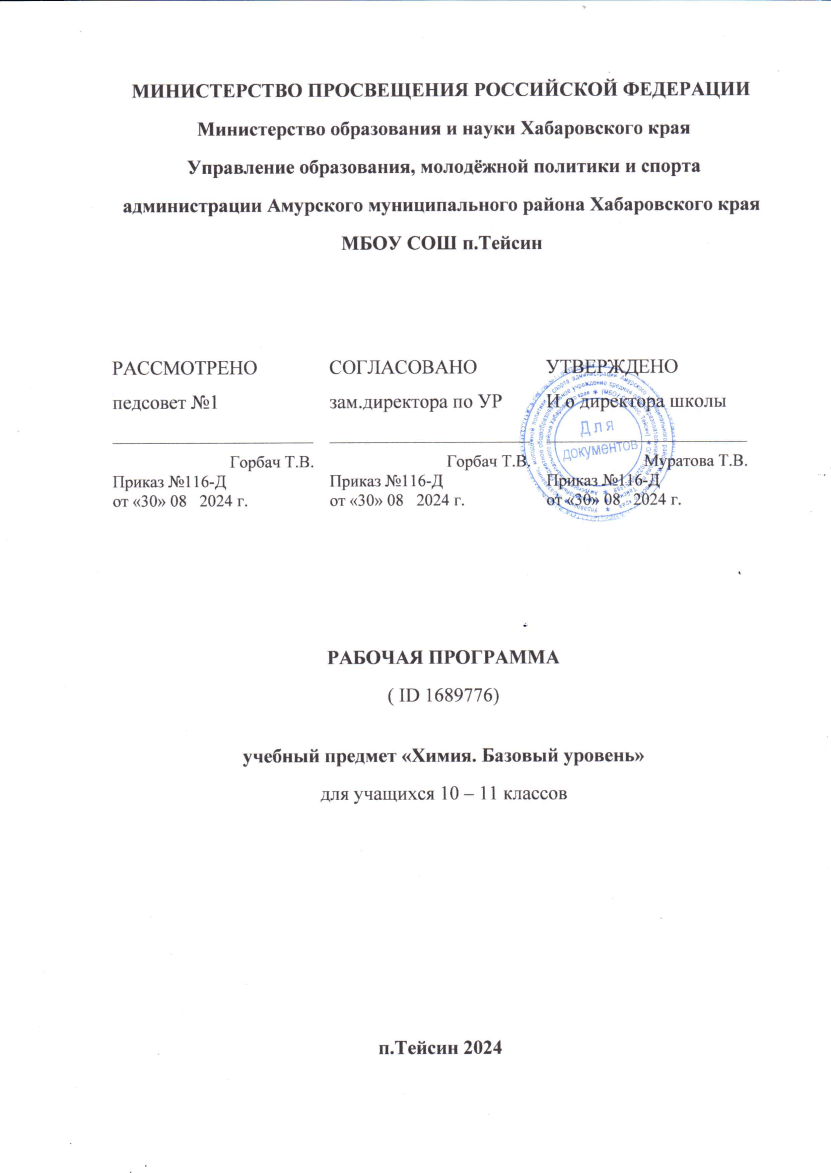 МИНИСТЕРСТВО ПРОСВЕЩЕНИЯ РОССИЙСКОЙ ФЕДЕРАЦИИ
Министерство образования и науки Хабаровского края
Управление образования, молодёжной политики и спорта
администрации Амурского муниципального района Хабаровского края
МБОУ СОШ п.Тейсин
РАССМОТРЕНО
педсовет №1
Горбач Т.В.
Приказ №116-Д
от «30» 08 2024 г.
СОГЛАСОВАНО
зам.директора по УР
Горбач Т.В.
Приказ №116-Д
от «30» 08 2024 г.
УТВЕРЖДЕНО
И о директора школы
Муратова Т.В.
Приказ №116-Д
от «30» 08 2024 г.
Для
документов
РАБОЧАЯ ПРОГРАММА
( ID 1689776)
учебный предмет «Химия. Базовый уровень»
для учащихся 10 – 11 классов
п.Тейсин 2024